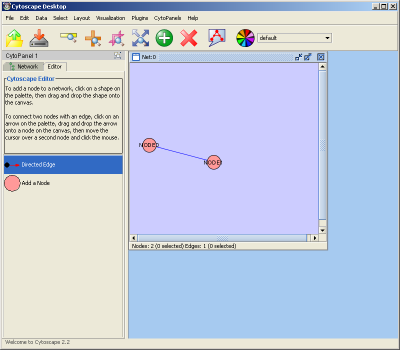 Cytoscape Desktop
File Edit Data Select Layout Visualization Plugins CytoPanels Help
default
CytoPanel 1
Network Editor
Cytoscape Editor
To add a node to a network, click on a shape on
the palette, then drag and drop the shape onto
the canvas.
To connect two nodes with an edge, click on an
arrow on the palette, drag and drop the arrow
onto a node on the canvas, then move the
cursor over a second node and click the mouse.
Directed Edge
Add a Node
Net:0
Nodes: 2 (0 selected) Edges: 1 (0 selected)
Welcome to Cytoscape 2.2